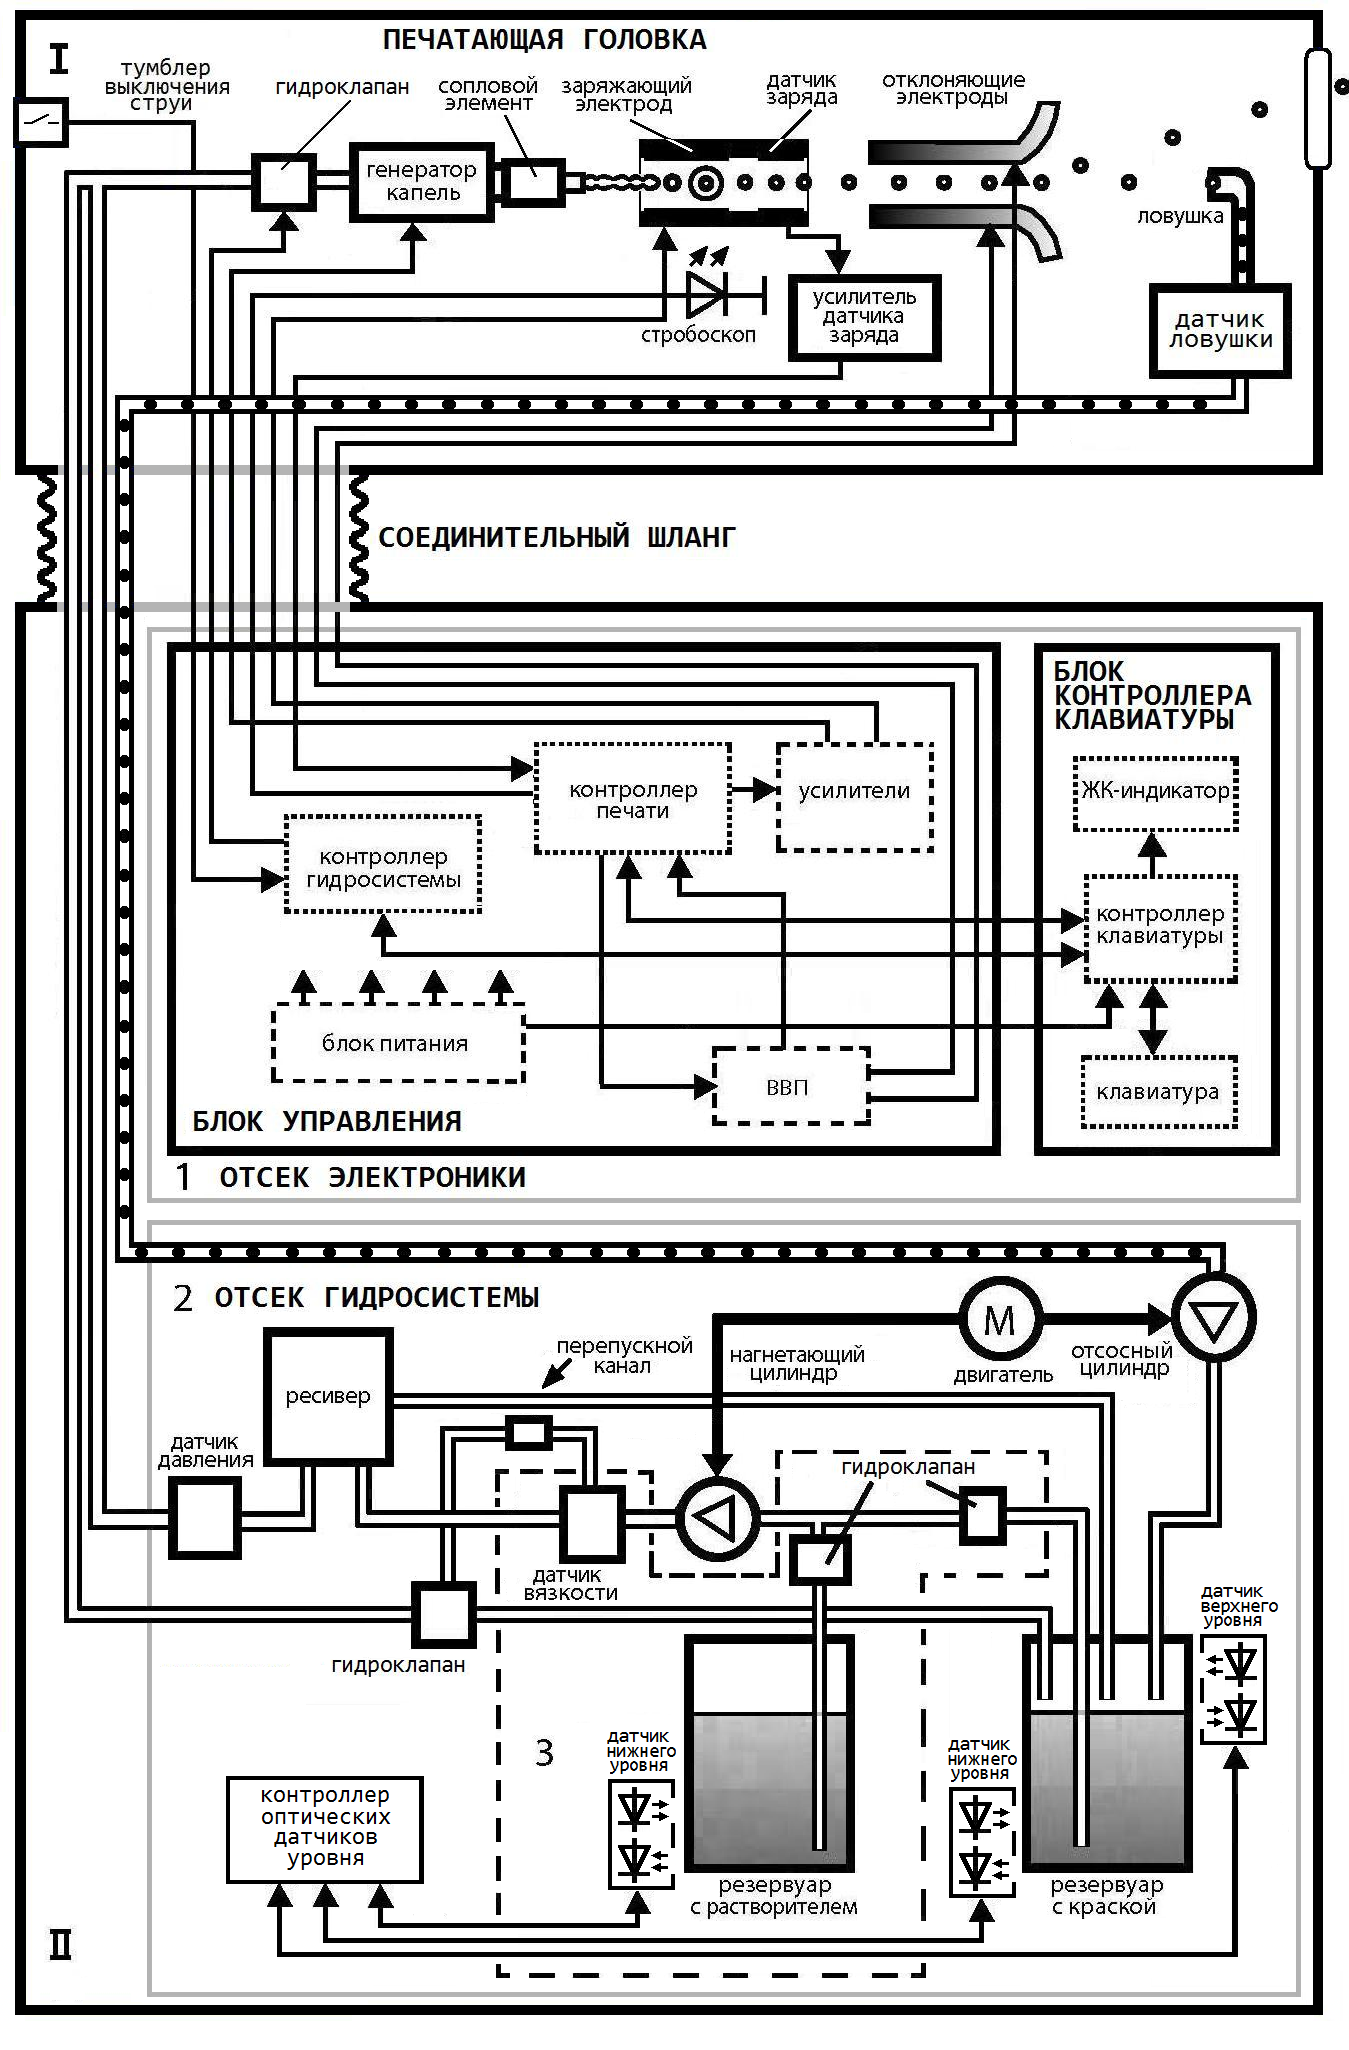 I
ПЕЧАТАЮЩАЯ ГОЛОВКА
тумблер
выключения
струи
гидроклапан
сопловой
элемент
заряжающий
электрод
датчик
заряда
отклоняющие
электроды
генератор
капель
ловушка
стробоскоп
усилитель
датчика
заряда
датчик
ловушки
СОЕДИНИТЕЛЬНЫЙ ШЛАНГ
БЛОК
КОНТРОЛЛЕРА
КЛАВИАТУРЫ
контроллер
печати
усилители
ЖК-индикатор
контроллер
гидросистемы
контроллер
клавиатуры
блок питания
ВВП
клавиатура
БЛОК УПРАВЛЕНИЯ
1 ОТСЕК ЭЛЕКТРОНИКИ
2 ОТСЕК ГИДРОСИСТЕМЫ
М
двигатель
отсосный
цилиндр
нагнетающий
цилиндр
перепускной
канал
ресивер
датчик
давления
гидроклапан
датчик
вязкости
гидроклапан
датчик
верхнего
уровня
3
датчик
нижнего
уровня
датчик
нижнего
уровня
контроллер
оптических
датчиков
уровня
резервуар
с растворителем
резервуар
с краской
II